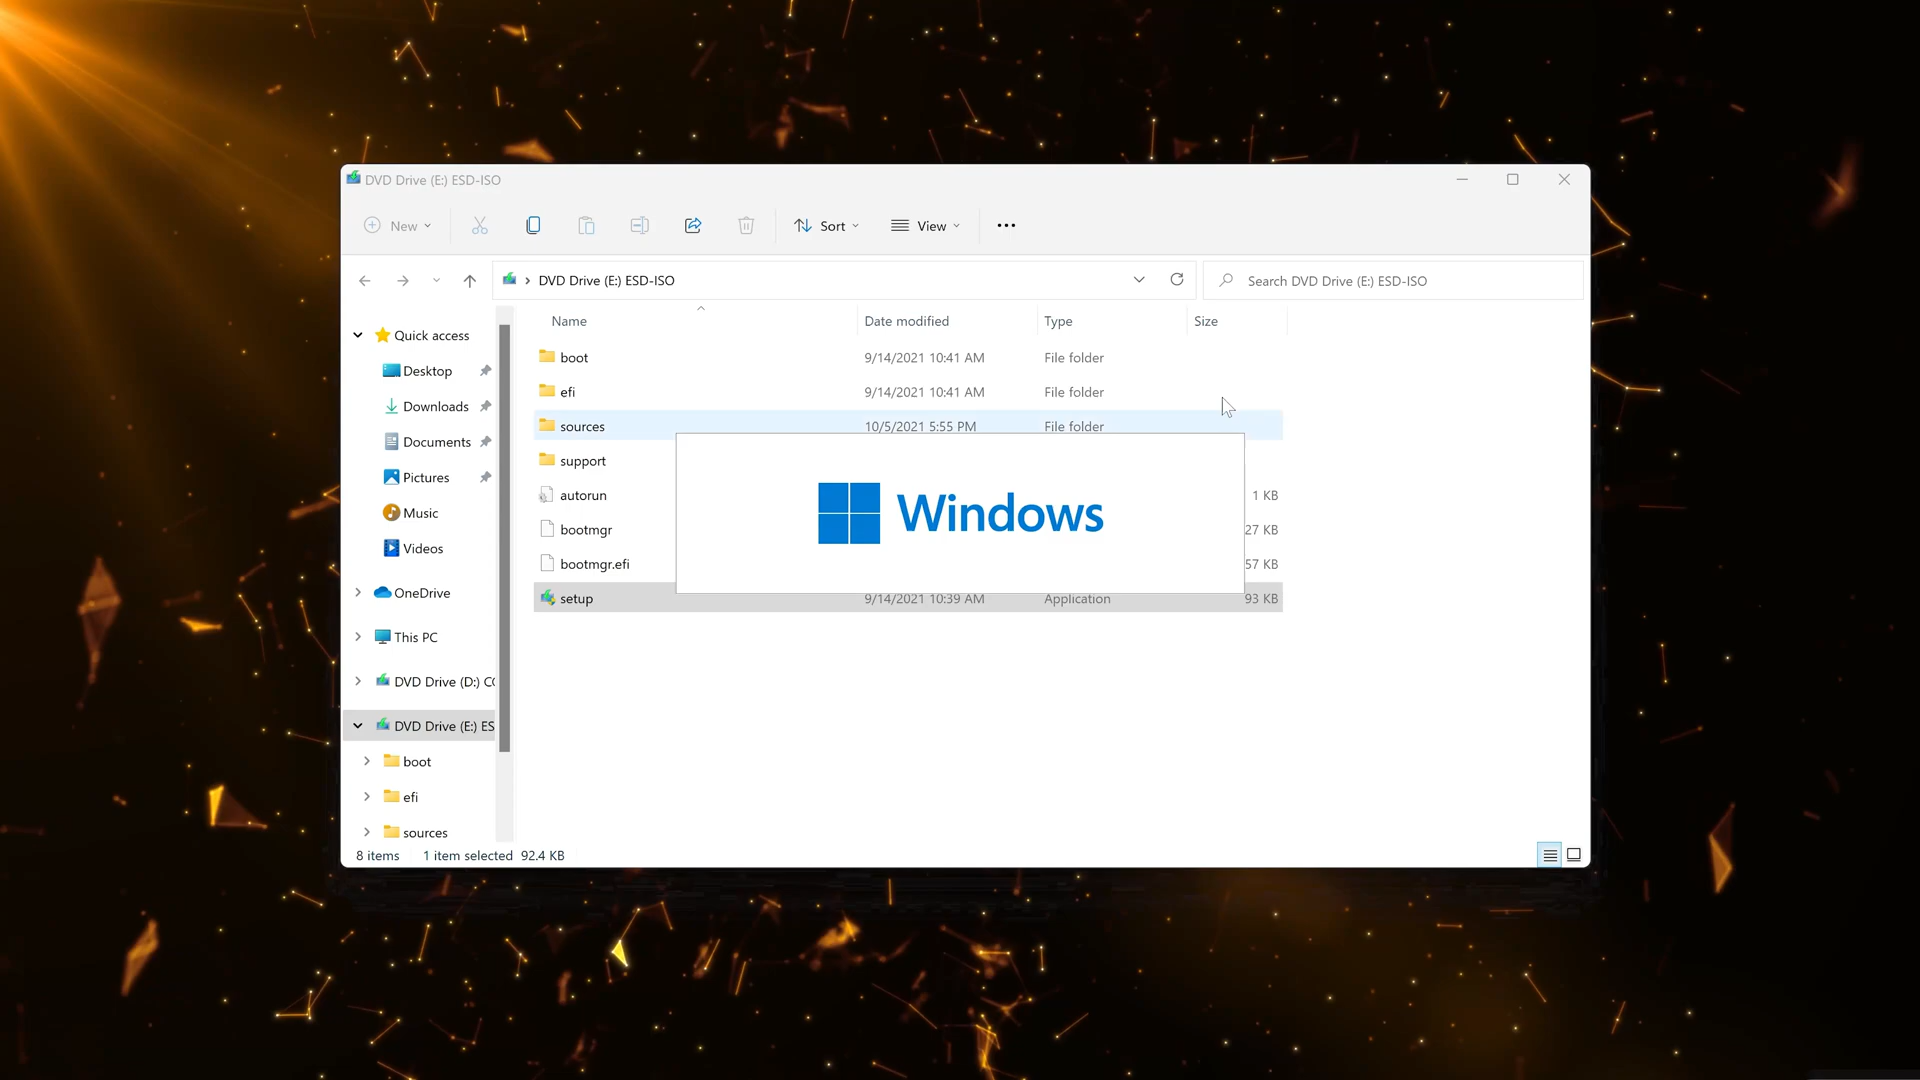 DVD Drive (E:) ESD-ISO
New
Sort
View
DVD Drive (E:) ESD-ISO
Search DVD Drive (E:) ESD-ISO
Name Date modified Type Size
boot 9/14/2021 10:41 AM File folder
efi 9/14/2021 10:41 AM File folder
sources 10/5/2021 5:55 PM File folder
support
autorun 1 KB
bootmgr 27 KB
bootmgr.efi 57 KB
setup 9/14/2021 10:39 AM Application 93 KB
Windows
Quick access
Desktop
Downloads
Documents
Pictures
Music
Videos
OneDrive
This PC
DVD Drive (D:) CC
DVD Drive (E:) ES
boot
efi
sources
8 items 1 item selected 92.4 KB